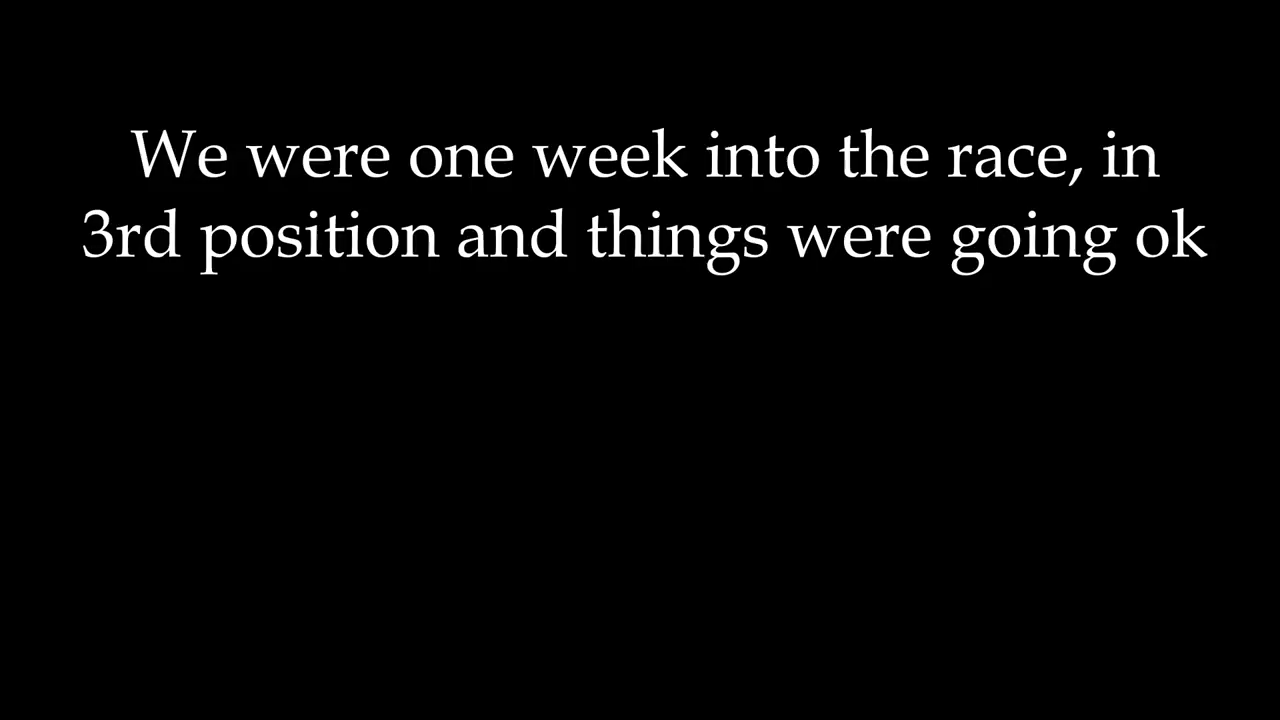 We were one week into the race, in
3rd position and things were going ok